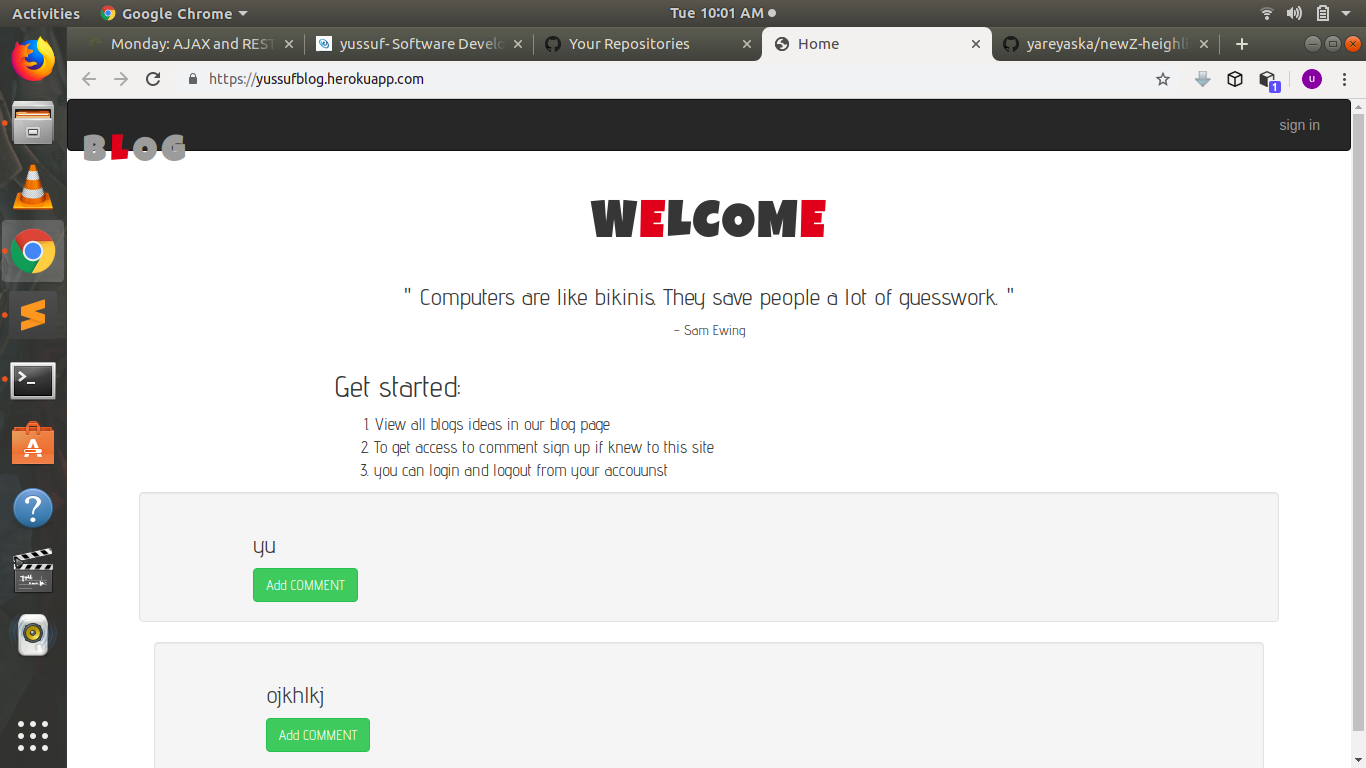 Activities Google Chrome Tue 10:01 AM
Monday: AJAX and REST yussuf- Software Develo Your Repositories Home yareyaska/newZ-heighli
https://yussufblog.herokuapp.com 1 u
sign in
BLOG
WELCOME
" Computers are like bikinis. They save people a lot of guesswork. "
- Sam Ewing
Get started:
1. View all blogs ideas in our blog page
2. To get access to comment sign up if knew to this site
3. you can login and logout from your accouunst
yu
Add COMMENT
ojkhlkj
Add COMMENT